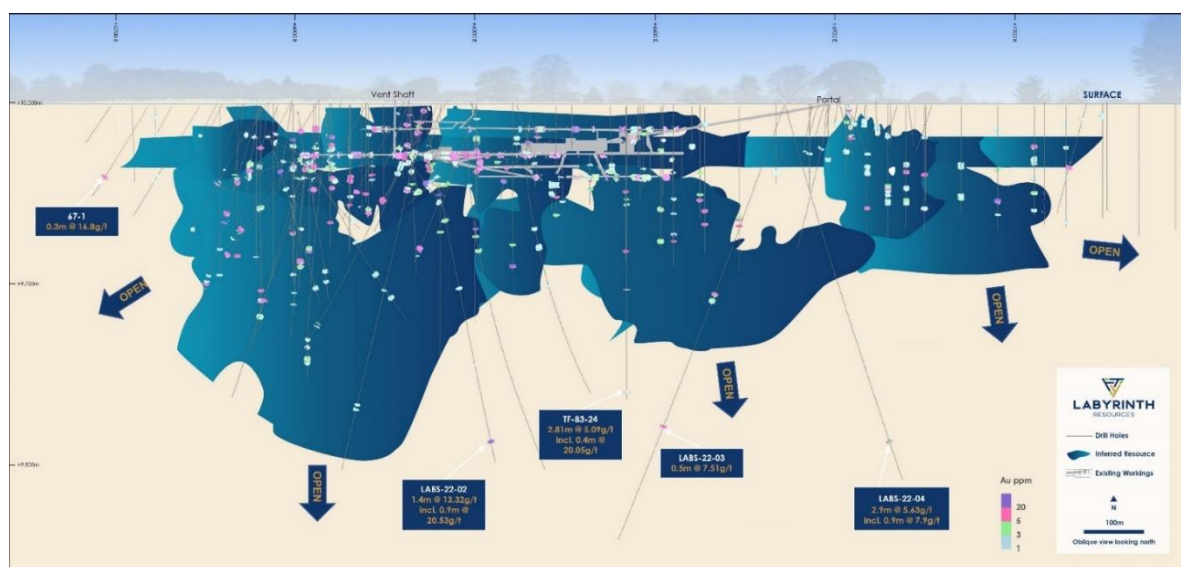 Vent Shaft
Portal
SURFACE
67-1
0.3m @ 16.8g/t
OPEN
OPEN
OPEN
OPEN
OPEN
TF-83-24
2.81m @ 5.09g/t
incl. 0.4m @
20.05g/t
LABS-22-03
0.5m @ 7.51g/t
LABS-22-02
1.4m @ 13.32g/t
incl. 0.9m @
20.53g/t
LABS-22-04
2.9m @ 5.63g/t
incl. 0.9m @ 7.9g/t
Au ppm
20
5
3
1
LABYRINTH
RESOURCES
Drill Holes
Inferred Resource
Existing Workings
N
100m
Oblique view looking north